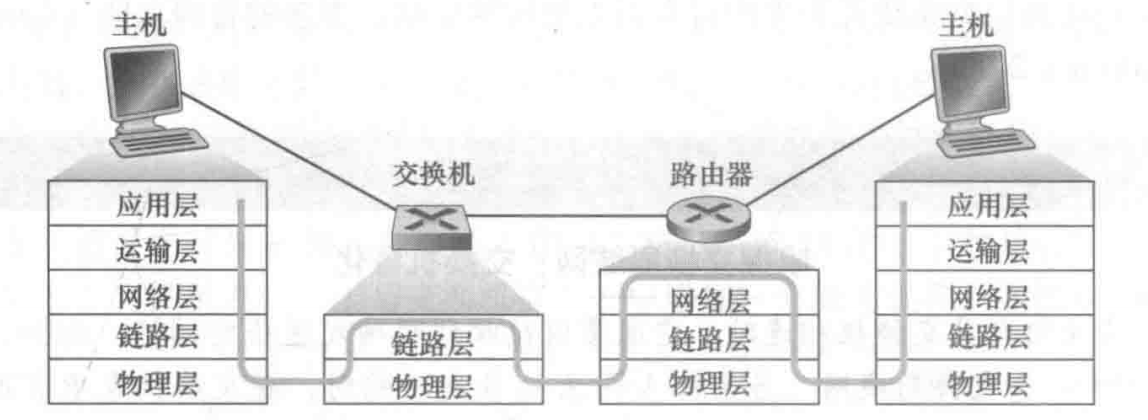 主机
主机
交换机
路由器
应用层
运输层
网络层
链路层
物理层
链路层
物理层
网络层
链路层
物理层
应用层
运输层
网络层
链路层
物理层